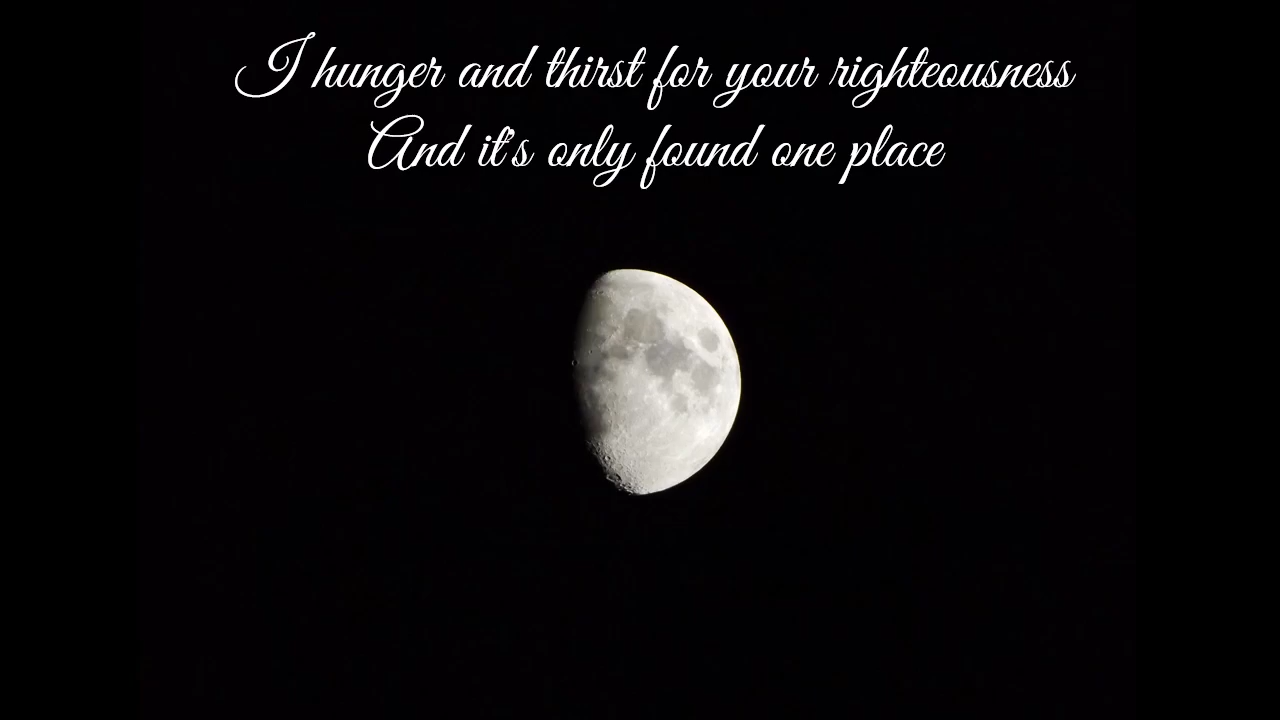 I hunger and thirst for your righteousness
And it's only found one place